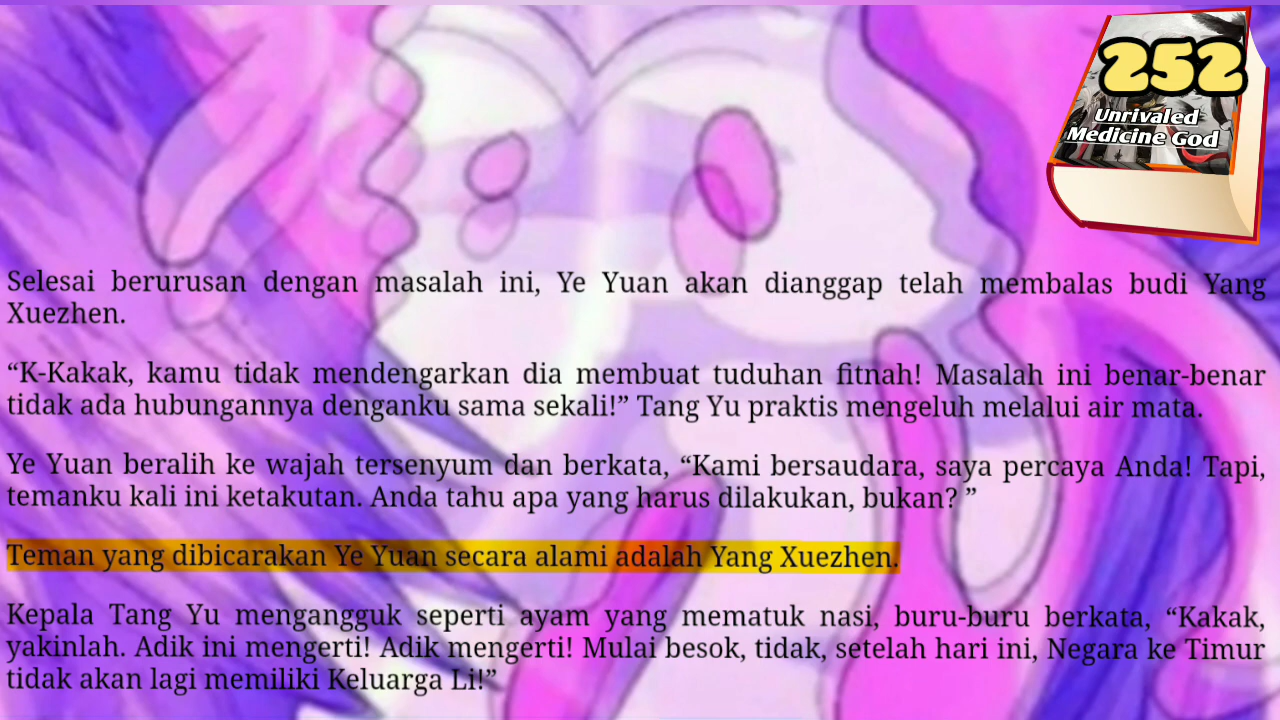 252
Unrivaled
Medicine God
Selesai berurusan dengan masalah ini, Ye Yuan akan dianggap telah membalas budi Yang
Xuezhen.
“K-Kakak, kamu tidak mendengarkan dia membuat tuduhan fitnah! Masalah ini benar-benar
tidak ada hubungannya denganku sama sekali!” Tang Yu praktis mengeluh melalui air mata.
Ye Yuan beralih ke wajah tersenyum dan berkata, “Kami bersaudara, saya percaya Anda! Tapi,
temanku kali ini ketakutan. Anda tahu apa yang harus dilakukan, bukan? ”
Teman yang dibicarakan Ye Yuan secara alami adalah Yang Xuezhen.
Kepala Tang Yu mengangguk seperti ayam yang mematuk nasi, buru-buru berkata, “Kakak,
yakinlah. Adik ini mengerti! Adik mengerti! Mulai besok, tidak, setelah hari ini, Negara ke Timur
tidak akan lagi memiliki Keluarga Li!”